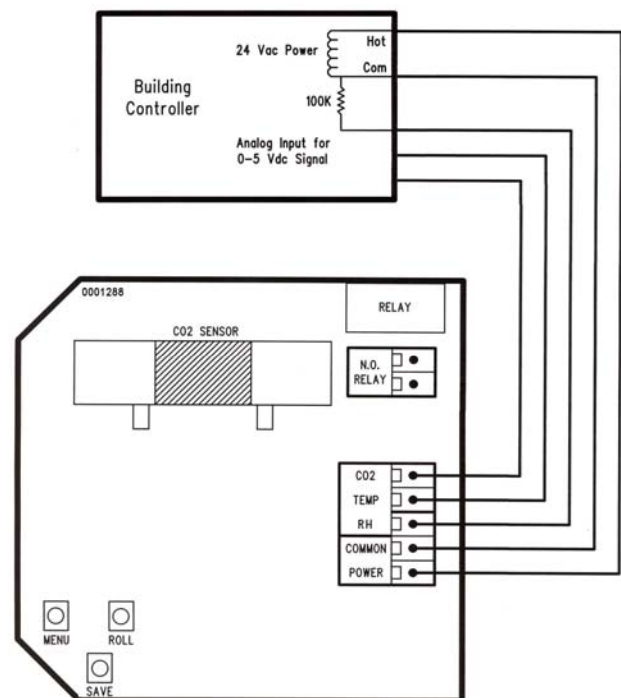 24 Vac Power
Hot
Com
Building
Controller
100K
Analog Input for
0-5 Vdc Signal
0001288
RELAY
CO2 SENSOR
N.O.
RELAY
CO2
TEMP
RH
COMMON
POWER
MENU
ROLL
SAVE